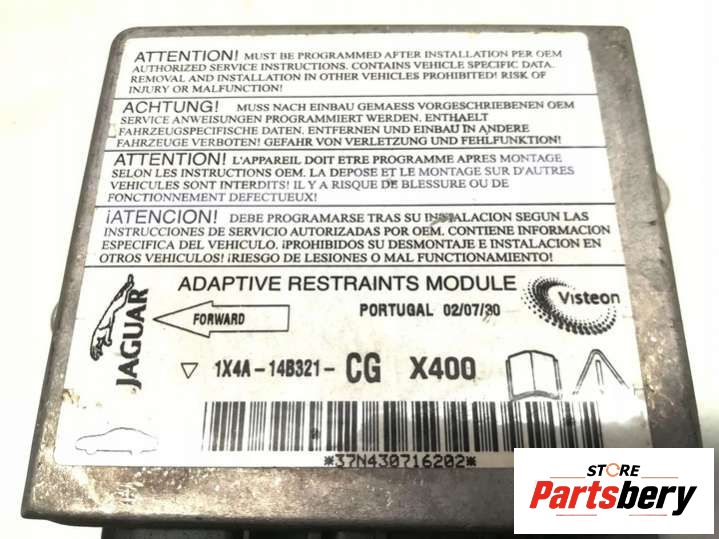 ATTENTION! MUST BE PROGRAMMED AFTER INSTALLATION PER OEM
AUTHORIZED SERVICE INSTRUCTIONS. CONTAINS VEHICLE SPECIFIC DATA.
REMOVAL AND INSTALLATION IN OTHER VEHICLES PROHIBITED! RISK OF
INJURY OR MALFUNCTION!
ACHTUNG! MUSS NACH EINBAU GEMAESS VORGESCHRIEBENEN OEM
SERVICE ANWEISUNGEN PROGRAMMIERT WERDEN. ENTHAELT
FAHRZEUGSPEZIFISCHE DATEN. ENTFERNEN UND EINBAU IN ANDERE
FAHRZEUGE VERBOTEN! GEFAHR VON VERLETZUNG UND FEHLFUNKTION!
ATTENTION! L'APPAREIL DOIT ETRE PROGRAMME APRES MONTAGE
SELON LES INSTRUCTIONS OEM. LA DEPOSE ET LE MONTAGE SUR D'AUTRES
VEHICULES SONT INTERDITS! IL Y A RISQUE DE BLESSURE OU DE
FONCTIONNEMENT DEFECTUEUX!
¡ATENCION! DEBE PROGRAMARSE TRAS SU INSTALACION SEGUN LAS
INSTRUCCIONES DE SERVICIO AUTORIZADAS POR OEM. CONTIENE INFORMACION
ESPECIFICA DEL VEHICULO. ¡PROHIBIDOS SU DESMONTAJE E INSTALACION EN
OTROS VEHICULOS! ¡RIESGO DE LESIONES O MAL FUNCIONAMIENTO!
ADAPTIVE RESTRAINTS MODULE
JAGUAR
FORWARD
PORTUGAL 02/07/30
Visteon
1X4A-14B321-CG X400
*37N430716202*
STORE
Partsbery